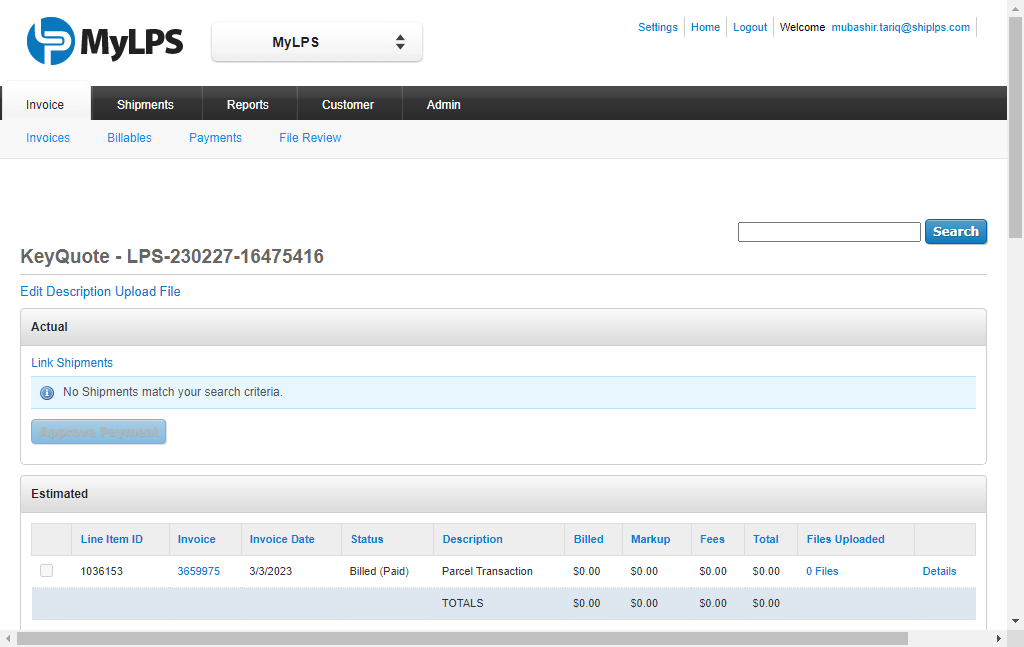 MyLPS
MyLPS
Settings Home Logout Welcome mubashir.tariq@shiplps.com
Invoice Shipments Reports Customer Admin
Invoices Billables Payments File Review
Search
KeyQuote - LPS-230227-16475416
Edit Description Upload File
Actual
Link Shipments
No Shipments match your search criteria.
Approve Payment
Estimated
Line Item ID Invoice Invoice Date Status Description Billed Markup Fees Total Files Uploaded
1036153 3659975 3/3/2023 Billed (Paid) Parcel Transaction $0.00 $0.00 $0.00 $0.00 0 Files Details
TOTALS $0.00 $0.00 $0.00 $0.00